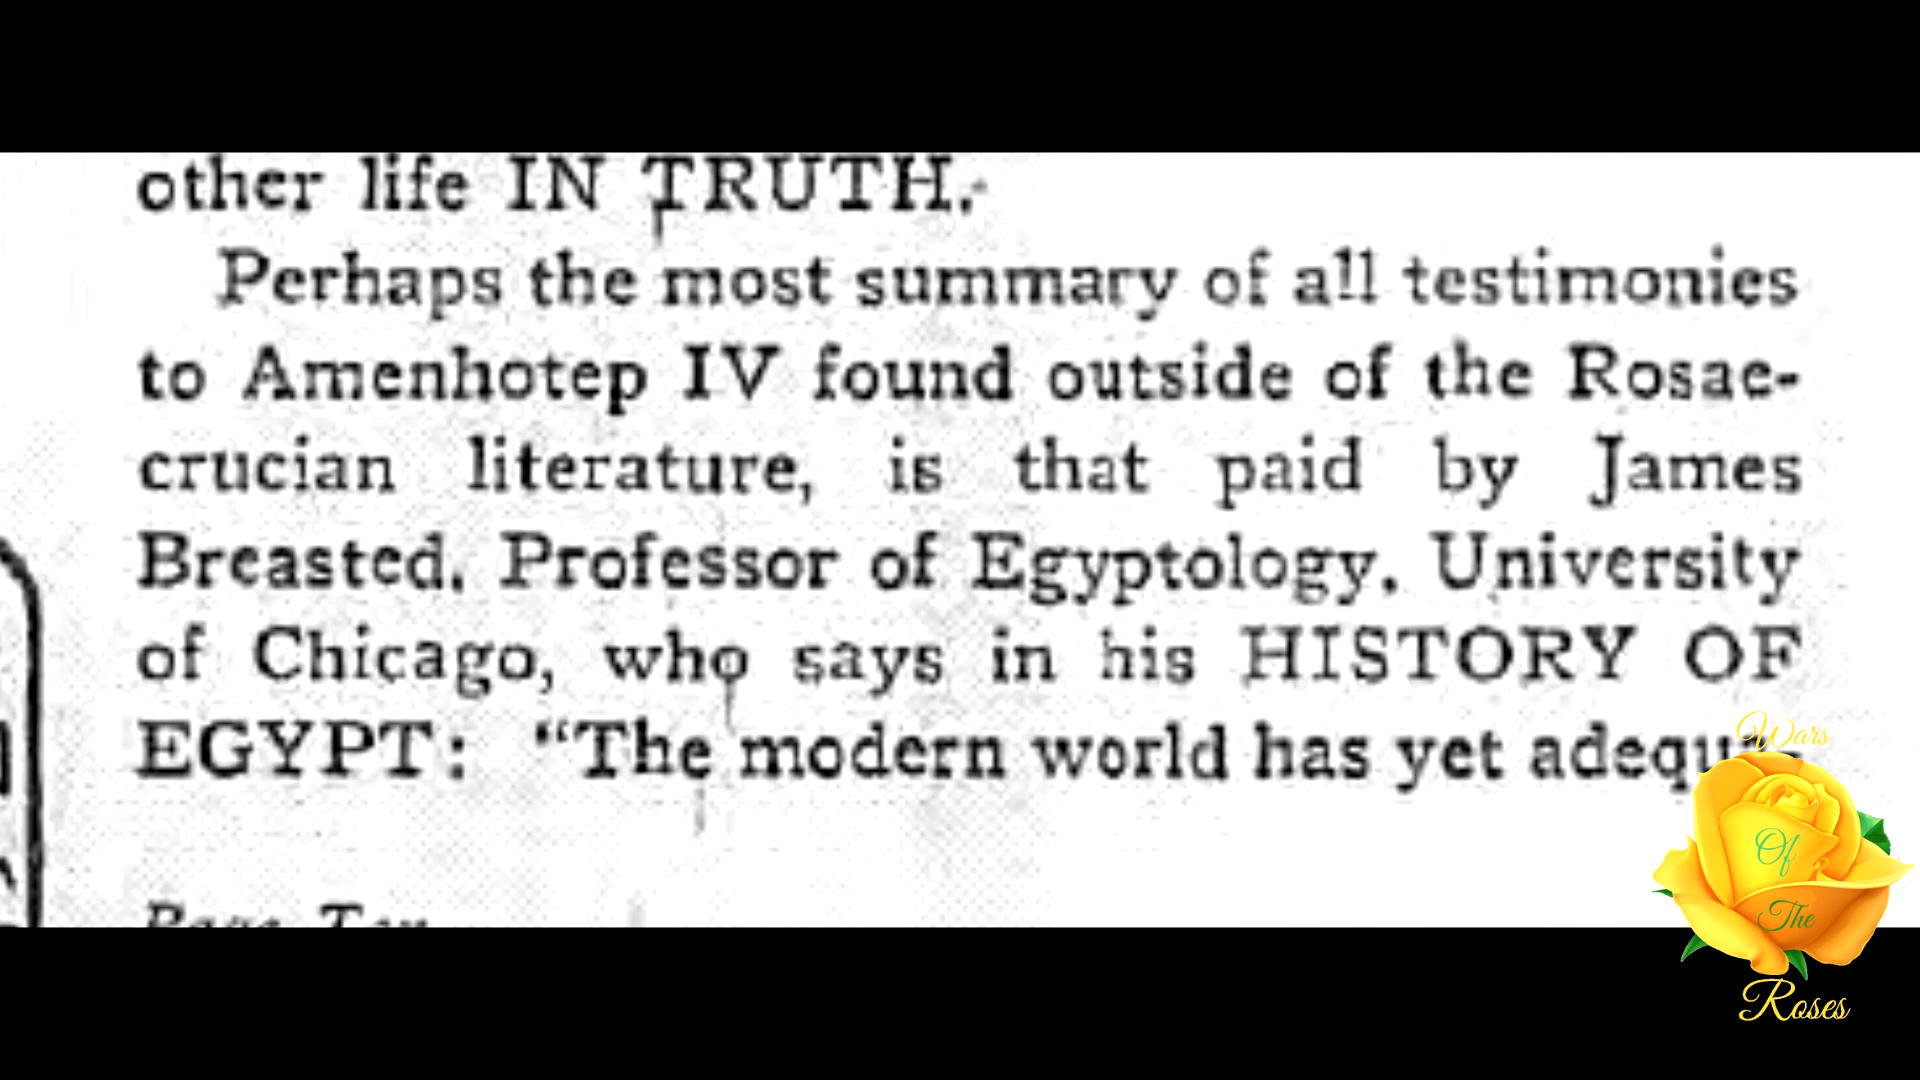 other life IN TRUTH.
Perhaps the most summary of all testimonies
to Amenhotep IV found outside of the Rosae-
crucian literature, is that paid by James
Breasted, Professor of Egyptology, University
of Chicago, who says in his HISTORY OF
EGYPT: “The modern world has yet adequ
Page Ten
Wars
Of
The
Roses